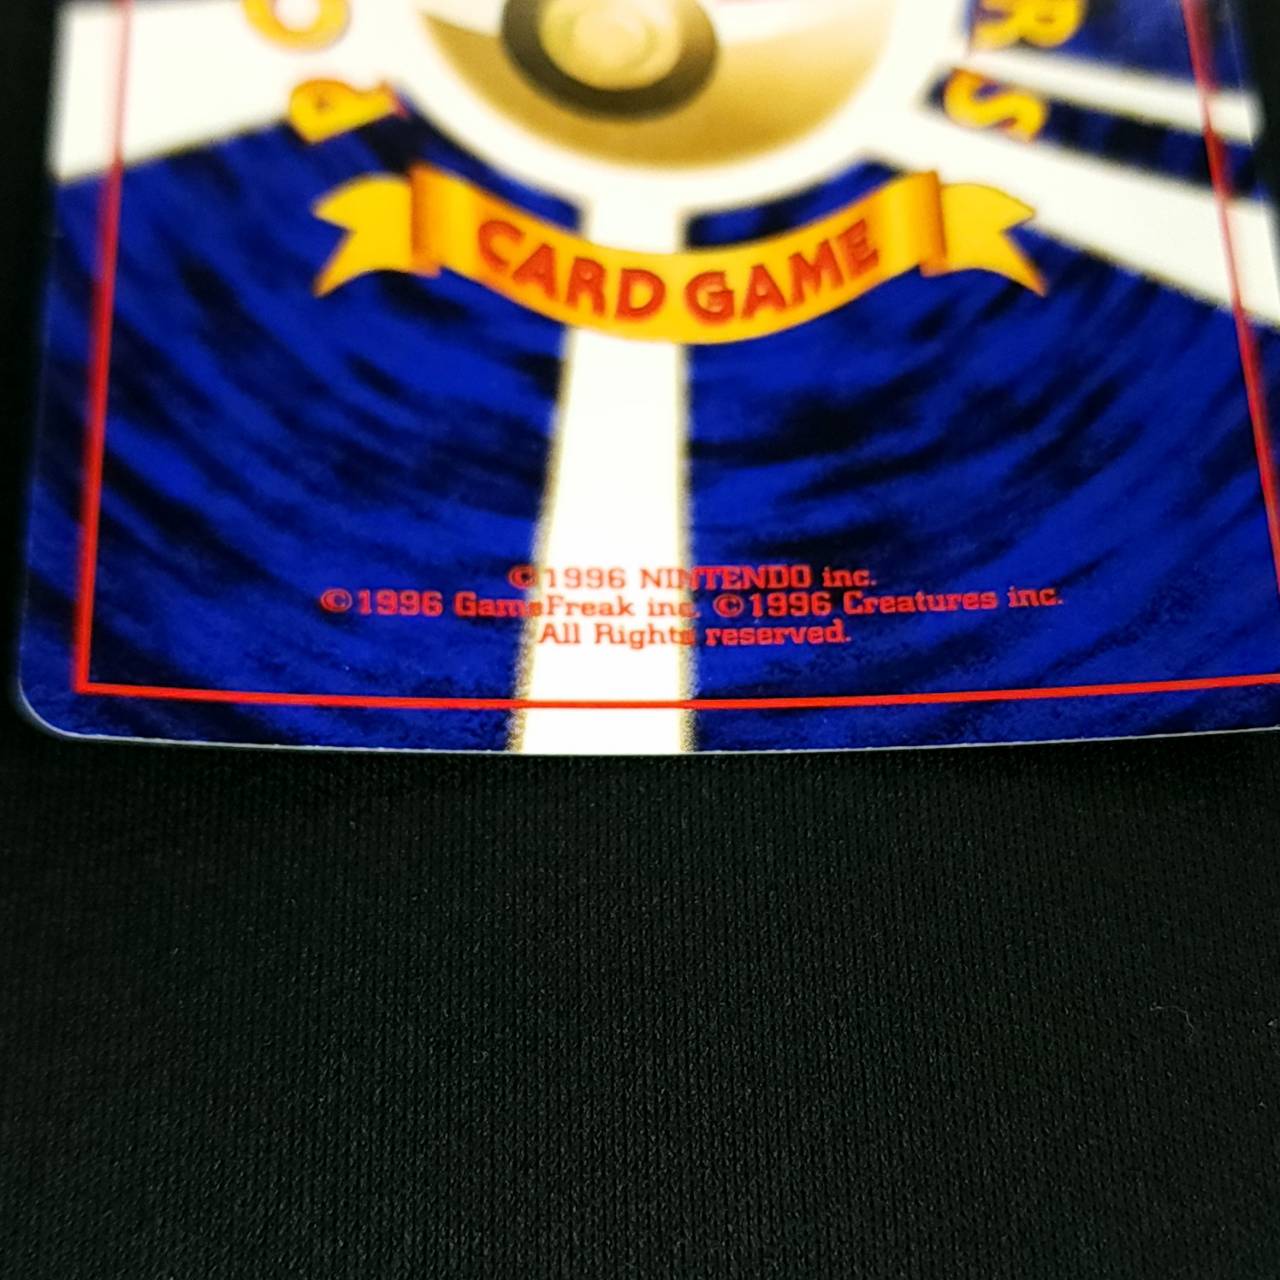 CARD GAME
©1996 NINTENDO inc.
©1996 GameFreak inc. ©1996 Creatures inc.
All Rights reserved.